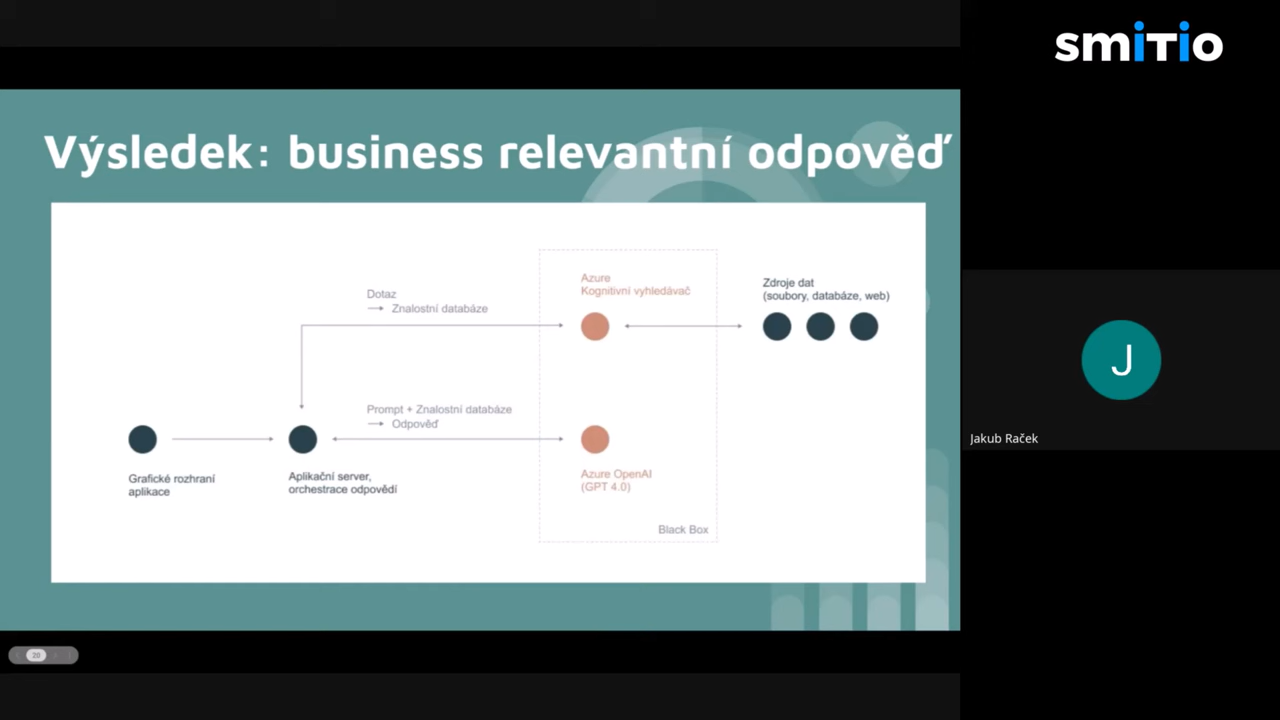 smiTio
Výsledek: business relevantní odpověď
Azure
Kognitivní vyhledávač
Zdroje dat
(soubory, databáze, web)
Dotaz
→ Znalostní databáze
Prompt + Znalostní databáze
→ Odpověď
Grafické rozhraní
aplikace
Aplikační server,
orchestrace odpovědí
Azure OpenAI
(GPT 4.0)
Black Box
J
Jakub Raček
20